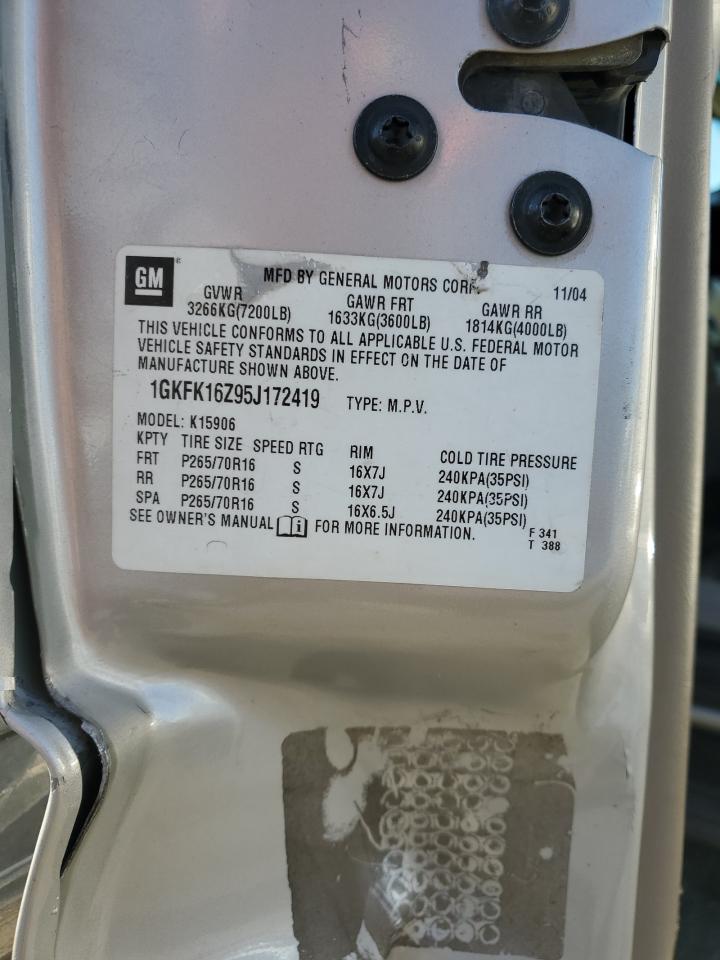 GM ®
MFD BY GENERAL MOTORS CORP. 11/04
GVWR GAWR FRT GAWR RR
3266KG(7200LB) 1633KG(3600LB) 1814KG(4000LB)
THIS VEHICLE CONFORMS TO ALL APPLICABLE U.S. FEDERAL MOTOR
VEHICLE SAFETY STANDARDS IN EFFECT ON THE DATE OF
MANUFACTURE SHOWN ABOVE.
1GKFK16Z95J172419 TYPE: M.P.V.
MODEL: K15906
KPTY TIRE SIZE SPEED RTG RIM COLD TIRE PRESSURE
FRT P265/70R16 S 16X7J 240KPA(35PSI)
RR P265/70R16 S 16X7J 240KPA(35PSI)
SPA P265/70R16 S 16X6.5J 240KPA(35PSI)
SEE OWNER'S MANUAL i FOR MORE INFORMATION. F 341
T 388